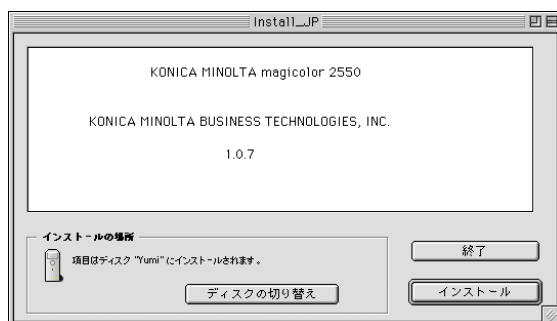 Install_JP
KONICA MINOLTA magicolor 2550
KONICA MINOLTA BUSINESS TECHNOLOGIES, INC.
1.0.7
インストールの場所
項目はディスク "Yumi" にインストールされます。
ディスクの切り替え
終了
インストール